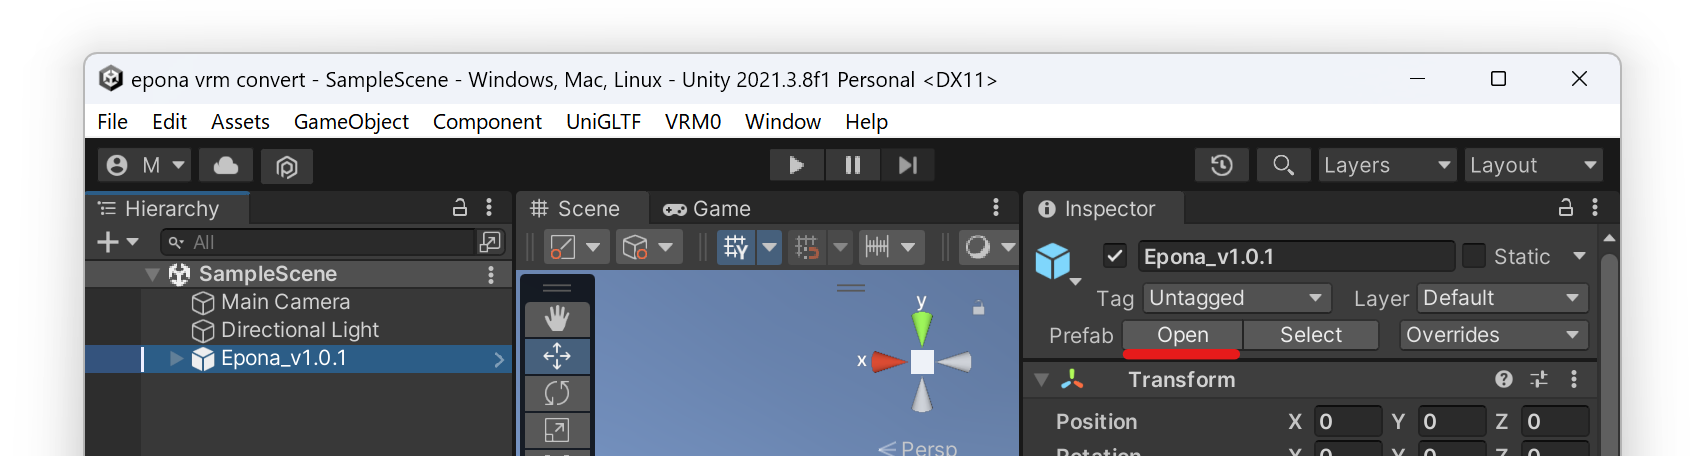 epona vrm convert - SampleScene - Windows, Mac, Linux - Unity 2021.3.8f1 Personal <DX11>
File Edit Assets GameObject Component UniGLTF VRM0 Window Help
M Layers Layout
Hierarchy
All
SampleScene
Main Camera
Directional Light
Epona_v1.0.1
Scene Game
y
x
Persp
Inspector
Epona_v1.0.1 Static
Tag Untagged Layer Default
Prefab Open Select Overrides
Transform
Position X 0 Y 0 Z 0
Rotation X 0 Y 0 Z 0